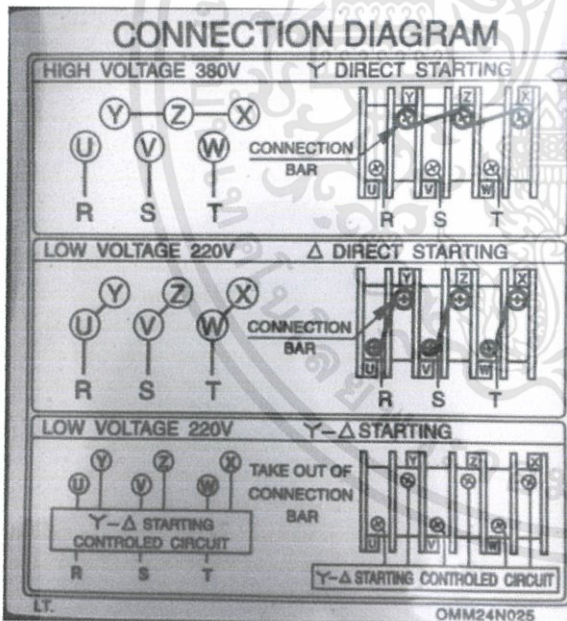 CONNECTION DIAGRAM
HIGH VOLTAGE 380V Y DIRECT STARTING
Y Z X
U V W
R S T
CONNECTION
BAR
Y Z X
U V W
R S T
LOW VOLTAGE 220V Δ DIRECT STARTING
Y Z X
U V W
R S T
CONNECTION
BAR
Y Z X
U V W
R S T
LOW VOLTAGE 220V Y-Δ STARTING
Y Z X
U V W
Y-Δ STARTING
CONTROLED CIRCUIT
R S T
TAKE OUT OF
CONNECTION
BAR
Y Z X
U V W
Y-Δ STARTING CONTROLED CIRCUIT
LT.
OMM24N025